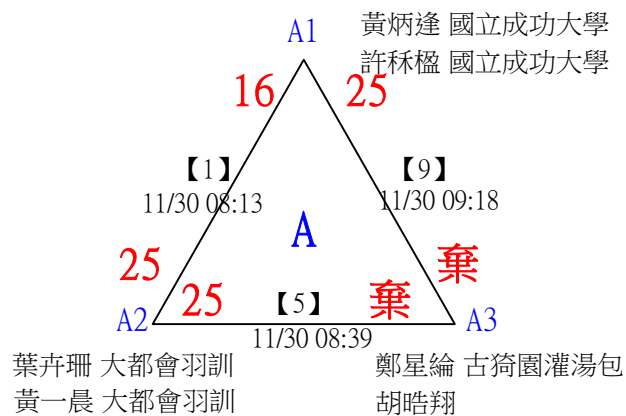 A1
黃炳逢 國立成功大學
許秝楹 國立成功大學
16
25
【1】
11/30 08:13
【9】
11/30 09:18
A
25
棄
25
【5】
棄
A2
11/30 08:39
A3
葉卉珊 大都會羽訓
黃一晨 大都會羽訓
鄭星綸 古猗園灌湯包
胡晧翔